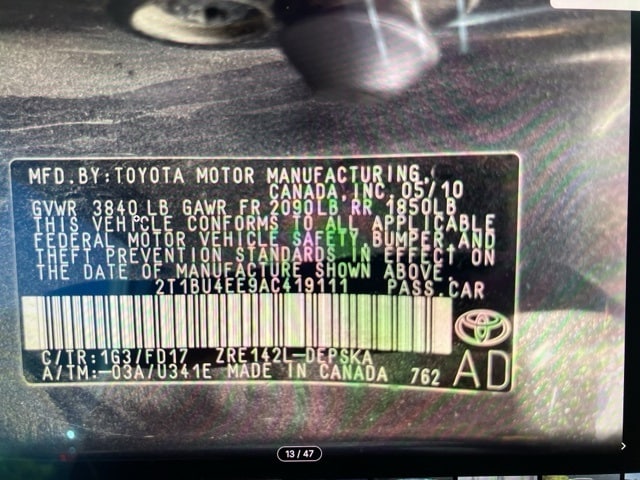 MFD.BY:TOYOTA MOTOR MANUFACTURING,
CANADA,INC. 05/10
GVWR 3840 LB GAWR FR 2090LB RR 1850LB
THIS VEHICLE CONFORMS TO ALL APPLICABLE
FEDERAL MOTOR VEHICLE SAFETY,BUMPER,AND
THEFT PREVENTION STANDARDS IN EFFECT ON
THE DATE OF MANUFACTURE SHOWN ABOVE.
2T1BU4EE9AC419111 PASS.CAR
C/TR:1G3/FD17 ZRE142L-DEPSKA
A/TM:-03A/U341E MADE IN CANADA 762 AD
13 / 47